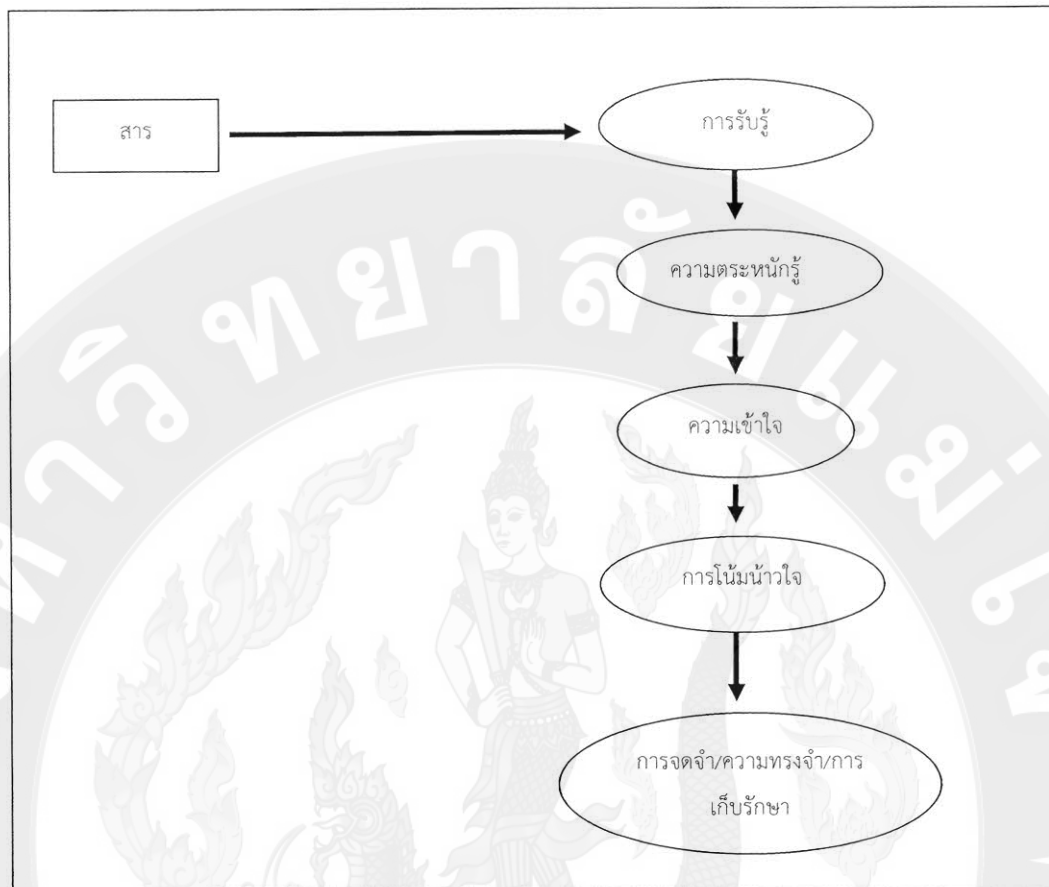 สาร
การรับรู้
ความตระหนักรู้
ความเข้าใจ
การโน้มน้าวใจ
การจดจำ/ความทรงจำ/การ
เก็บรักษา